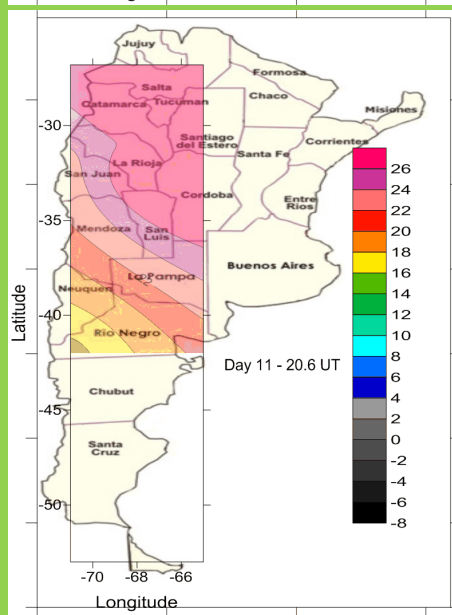 Jujuy
Formosa
Salta
Catamarca
Tucuman
Chaco
Misiones
-30
Santiago
del Estero
Corrientes
La Rioja
Santa Fe
San Juan
Cordoba
Entre
Rios
-35
Mendoza
San
Luis
Buenos Aires
La Pampa
Neuquen
-40
Rio Negro
Day 11 - 20.6 UT
Chubut
-45
Santa
Cruz
-50
-70
-68
-66
Latitude
Longitude
26
24
22
20
18
16
14
12
10
8
6
4
2
0
-2
-4
-6
-8